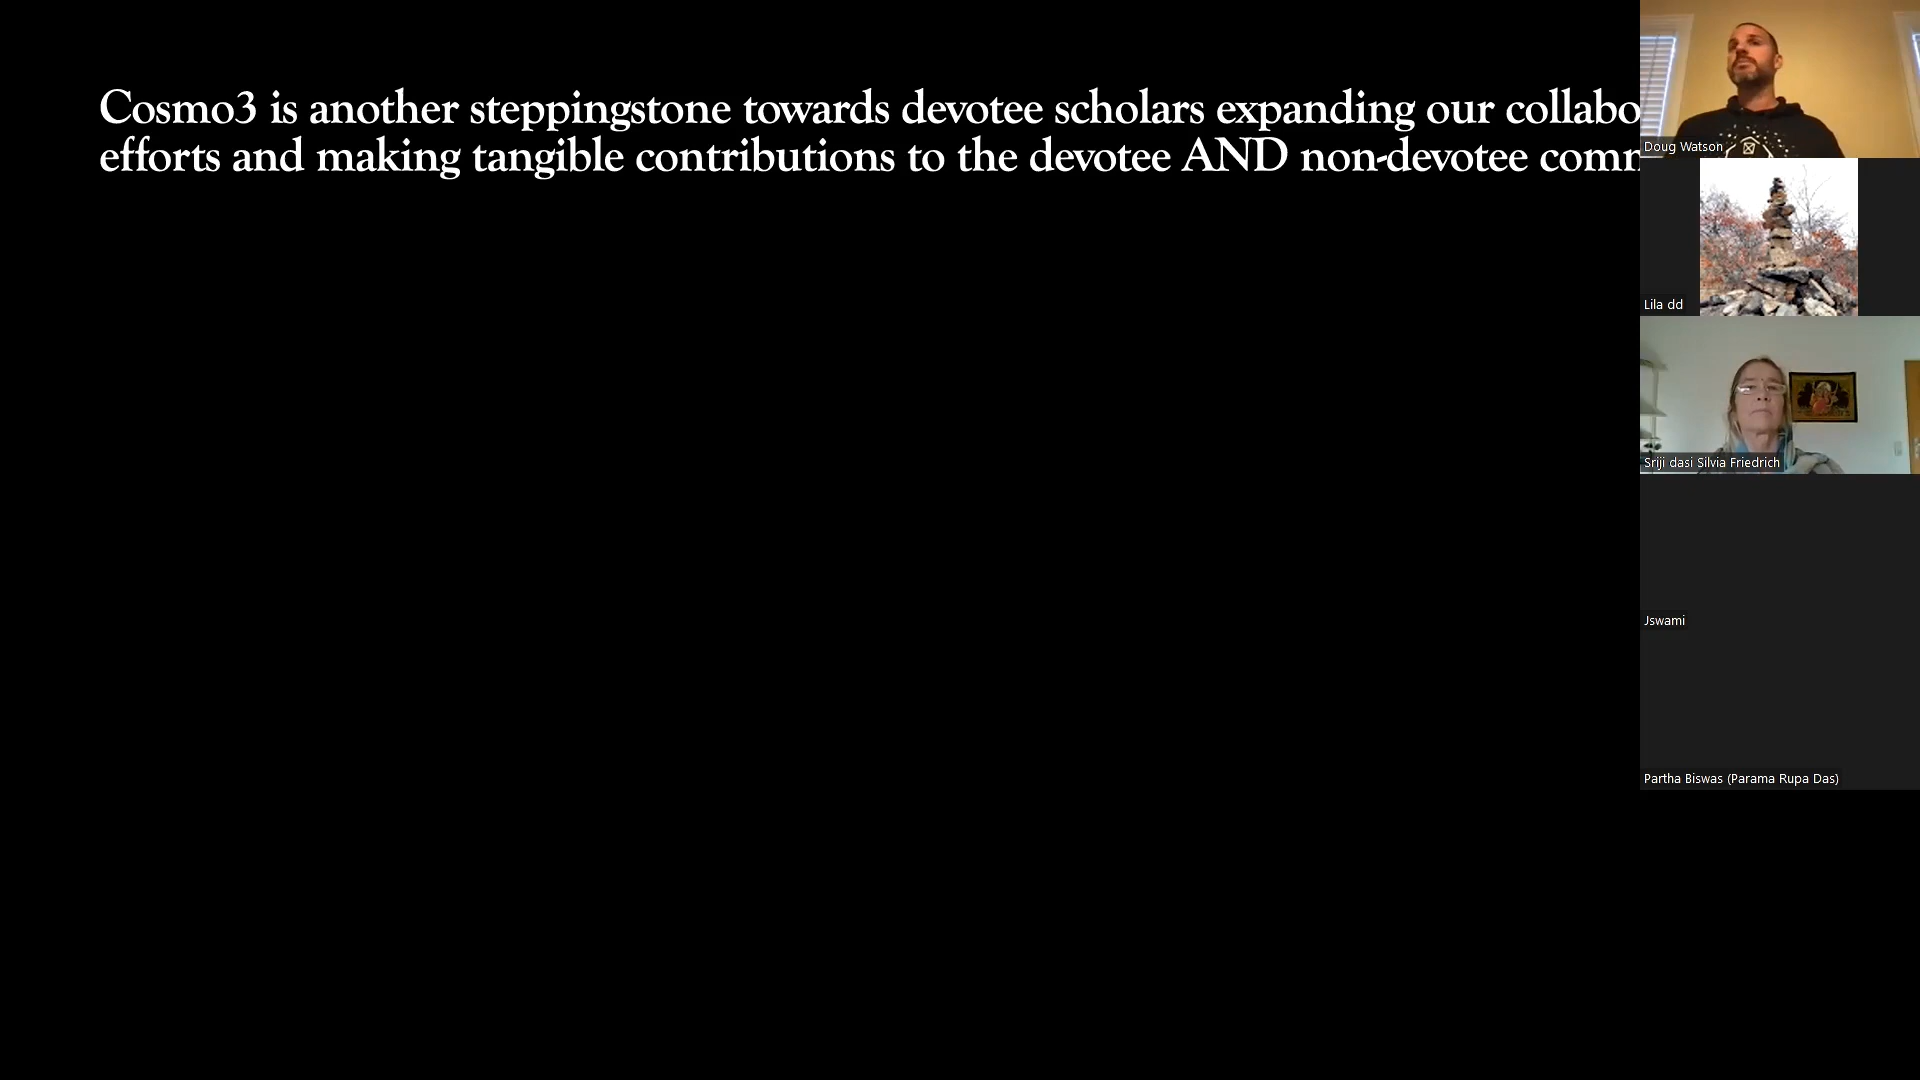 Cosmo3 is another steppingstone towards devotee scholars expanding our collabo
efforts and making tangible contributions to the devotee AND non-devotee com
Doug Watson
Lila dd
Sriji dasi Silvia Friedrich
Jswami
Partha Biswas (Parama Rupa Das)